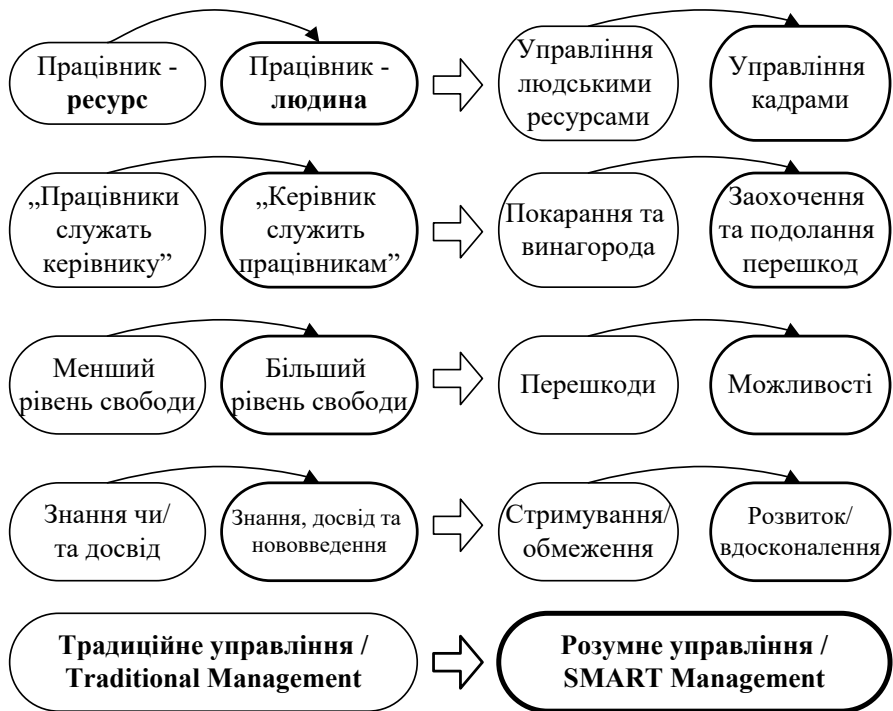 Працівник -
ресурс
Працівник -
людина
Управління
людськими
ресурсами
Управління
кадрами
„Працівники
служать
керівнику”
„Керівник
служить
працівникам”
Покарання та
винагорода
Заохочення
та подолання
перешкод
Менший
рівень свободи
Більший
рівень свободи
Перешкоди
Можливості
Знання чи/
та досвід
Знання, досвід та
нововведення
Стримування/
обмеження
Розвиток/
вдосконалення
Традиційне управління /
Traditional Management
Розумне управління /
SMART Management